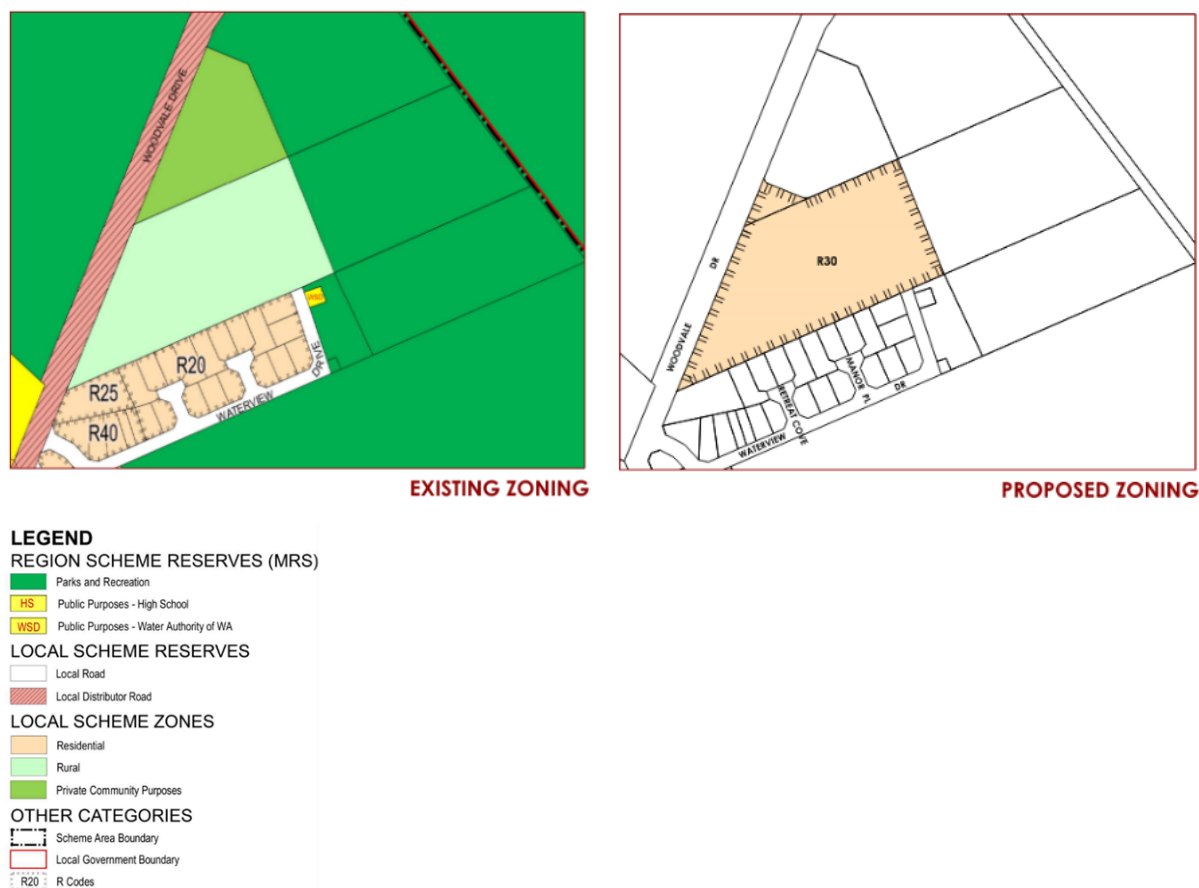 WOODVALE DRIVE
WSD
R20
R25
R40
WATERVIEW
DRIVE
EXISTING ZONING
R30
WOODVALE
DR
MANOR PL
RETREAT COVE
WATERVIEW
DR
PROPOSED ZONING
LEGEND
REGION SCHEME RESERVES (MRS)
Parks and Recreation
HS Public Purposes - High School
WSD Public Purposes - Water Authority of WA
LOCAL SCHEME RESERVES
Local Road
Local Distributor Road
LOCAL SCHEME ZONES
Residential
Rural
Private Community Purposes
OTHER CATEGORIES
Scheme Area Boundary
Local Government Boundary
R20 R Codes